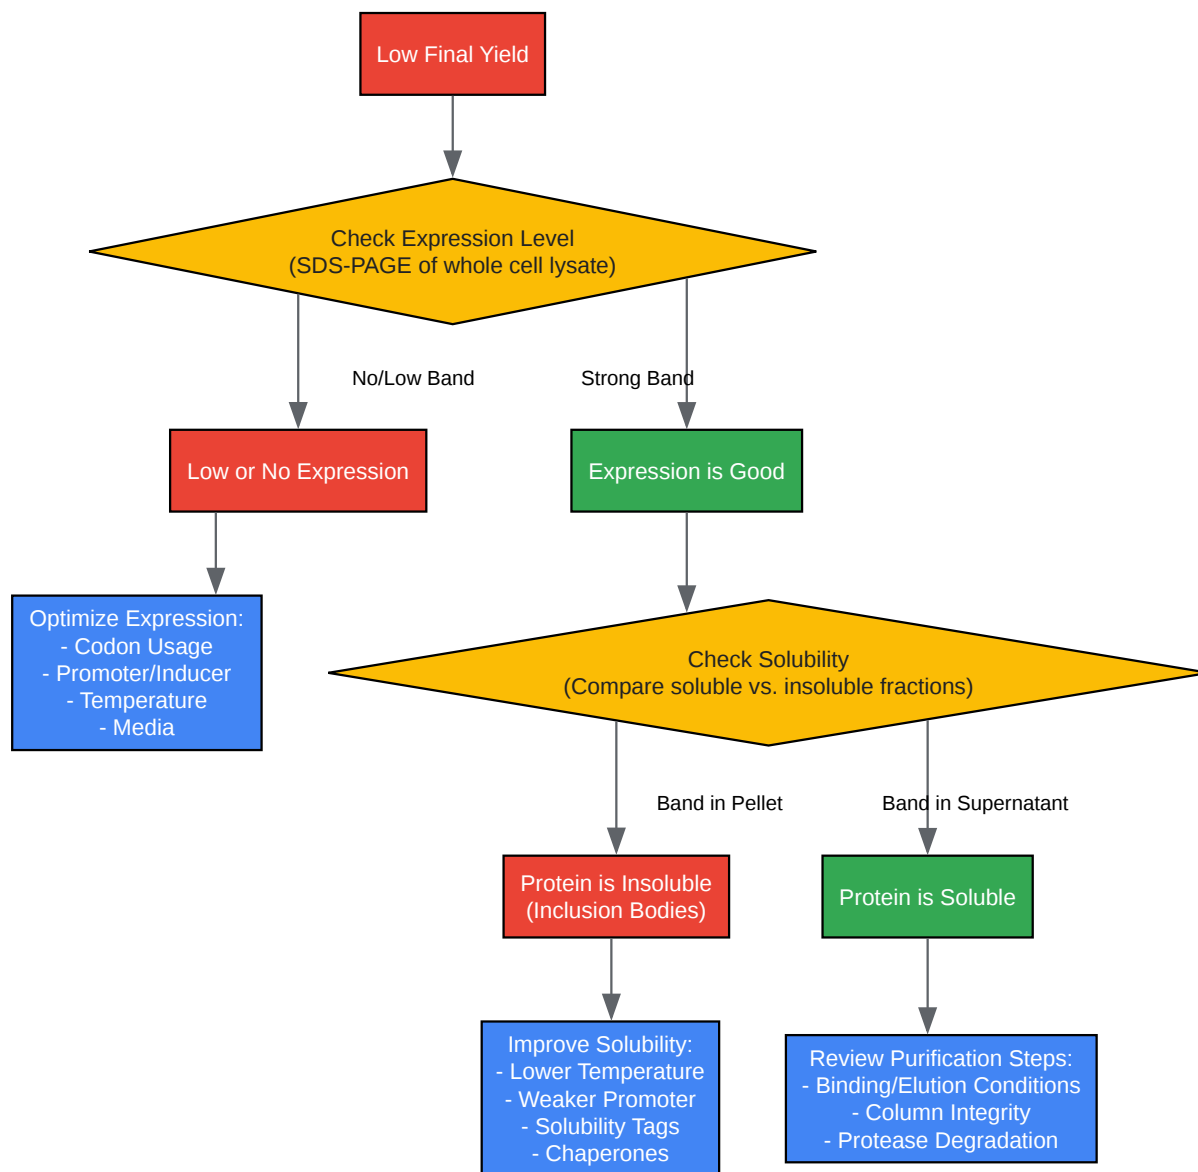 Low Final Yield
Check Expression Level
(SDS-PAGE of whole cell lysate)
No/Low Band
Strong Band
Low or No Expression
Expression is Good
Optimize Expression:
- Codon Usage
- Promoter/Inducer
- Temperature
- Media
Check Solubility
(Compare soluble vs. insoluble fractions)
Band in Pellet
Band in Supernatant
Protein is Insoluble
(Inclusion Bodies)
Protein is Soluble
Improve Solubility:
- Lower Temperature
- Weaker Promoter
- Solubility Tags
- Chaperones
Review Purification Steps:
- Binding/Elution Conditions
- Column Integrity
- Protease Degradation